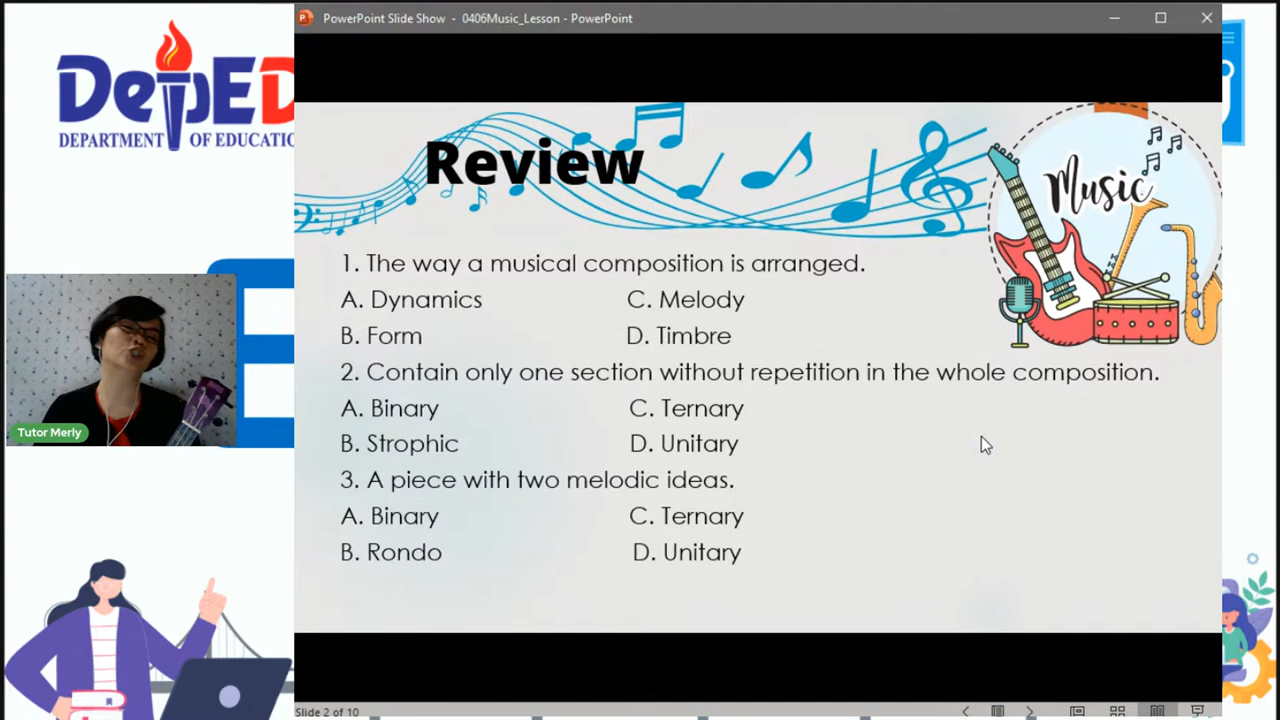 PowerPoint Slide Show - 0406Music_Lesson - PowerPoint
DepED
DEPARTMENT OF EDUCATIO
Review
Music
1. The way a musical composition is arranged.
A. Dynamics C. Melody
B. Form D. Timbre
2. Contain only one section without repetition in the whole composition.
A. Binary C. Ternary
B. Strophic D. Unitary
3. A piece with two melodic ideas.
A. Binary C. Ternary
B. Rondo D. Unitary
Tutor Merly
Slide 2 of 10